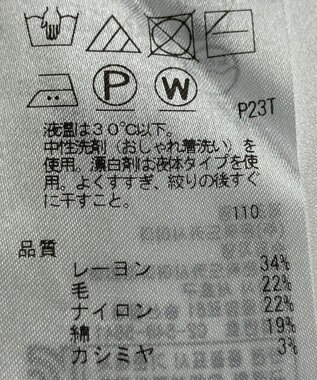 P
W
P23T
液温は30℃以下。
中性洗剤（おしゃれ着洗い）を
使用。漂白剤は液体タイプを使
用。よくすすぎ、絞りの後すぐ
に干すこと。
110
品質
レーヨン 34%
毛 22%
ナイロン 22%
綿 19%
カシミヤ 3%